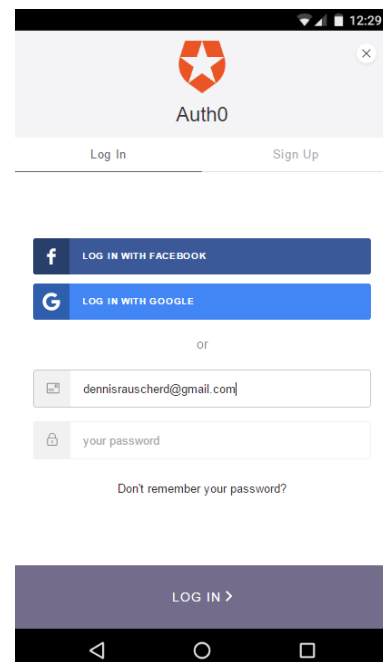 12:29
Auth0
Log In
Sign Up
LOG IN WITH FACEBOOK
LOG IN WITH GOOGLE
or
dennisrauscherd@gmail.com
your password
Don't remember your password?
LOG IN >